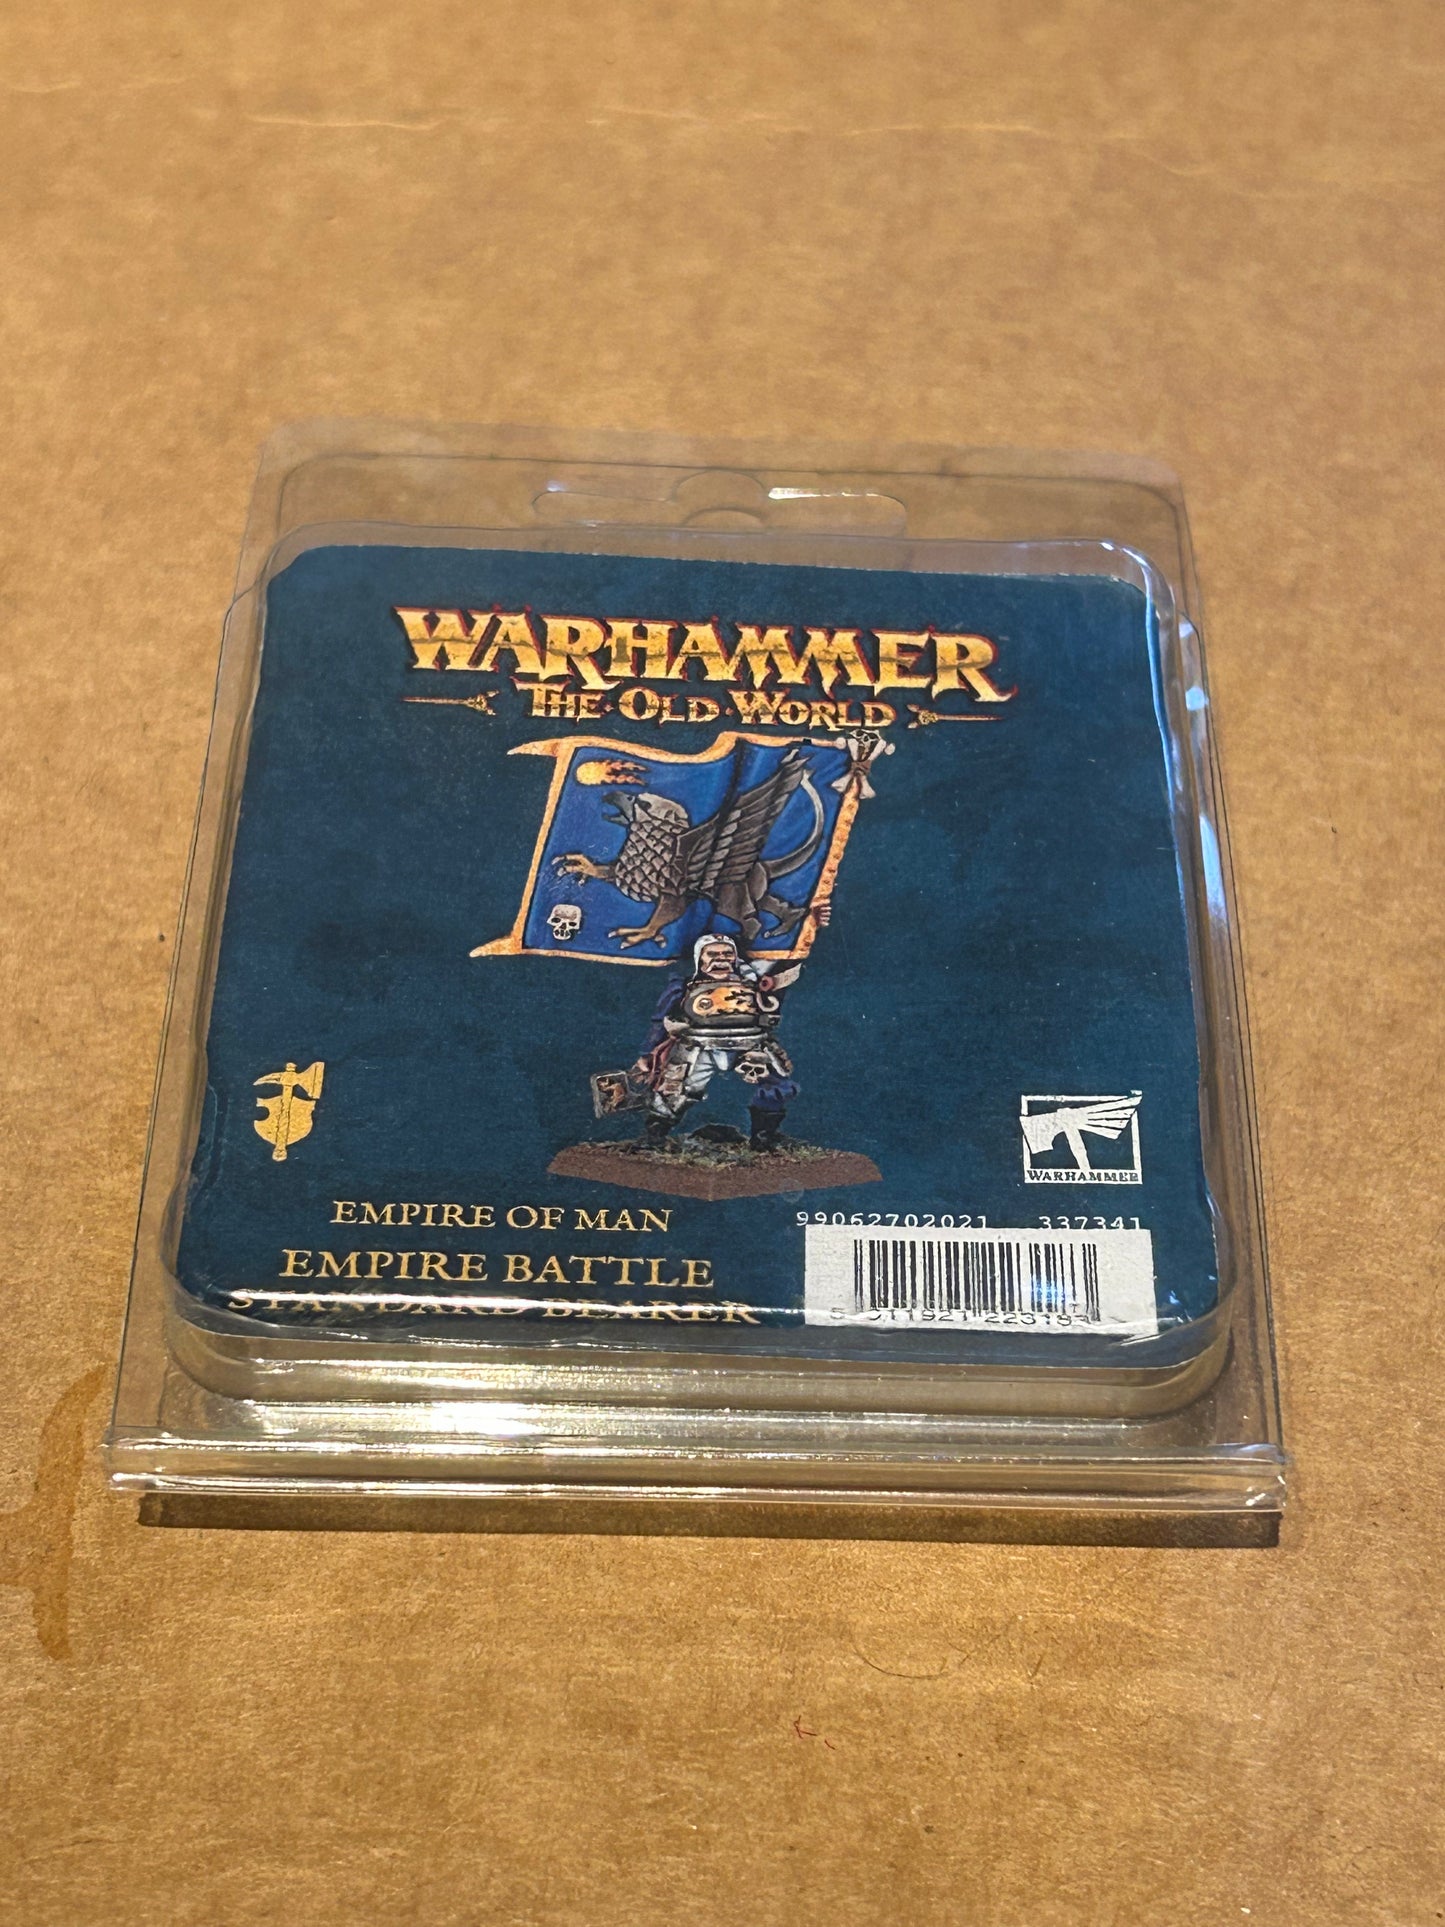 WARHAMMER
THE·OLD·WORLD
WARHAMMER
EMPIRE OF MAN
99062702021 337341
EMPIRE BATTLE
STANDARD BEARER